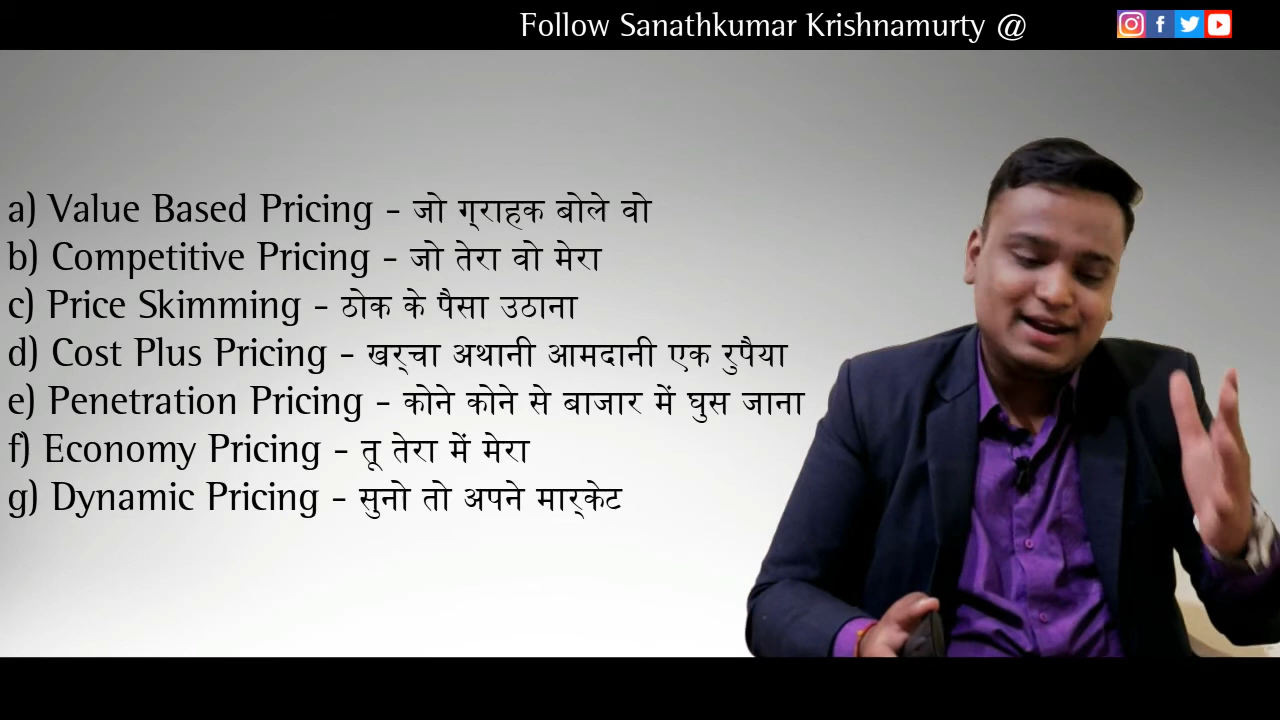 Follow Sanathkumar Krishnamurty @
a) Value Based Pricing - जो ग्राहक बोले वो
b) Competitive Pricing - जो तेरा वो मेरा
c) Price Skimming - ठोक के पैसा उठाना
d) Cost Plus Pricing - खर्चा अथानी आमदानी एक रुपैया
e) Penetration Pricing - कोने कोने से बाजार में घुस जाना
f) Economy Pricing - तू तेरा में मेरा
g) Dynamic Pricing - सुनो तो अपने मार्केट